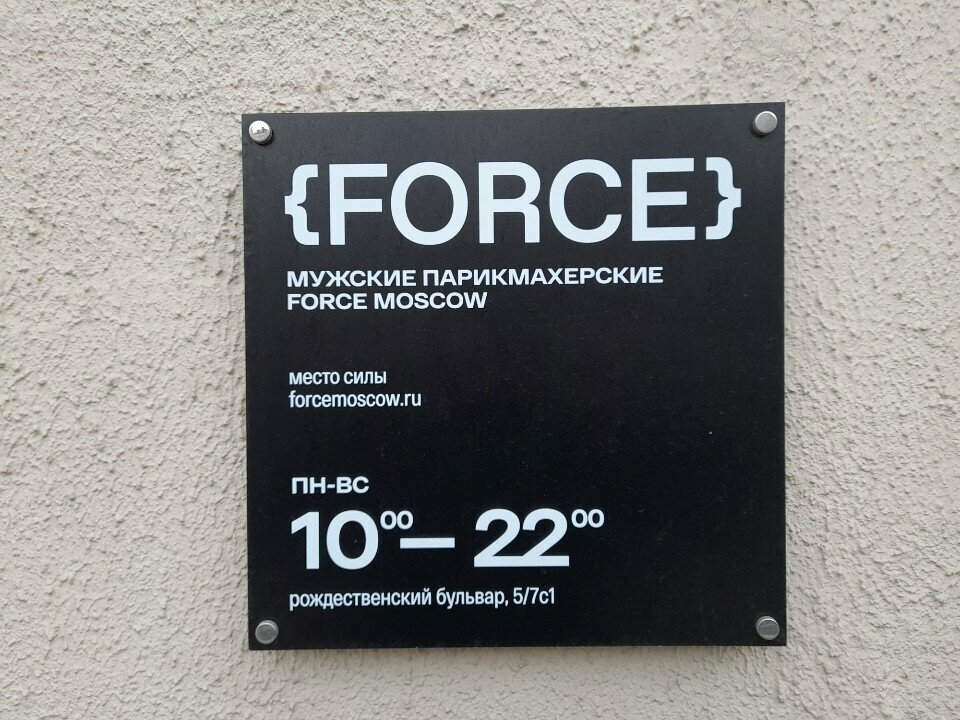 {FORCE}
МУЖСКИЕ ПАРИКМАХЕРСКИЕ
FORCE MOSCOW
место силы
forcemoscow.ru
ПН-ВС
10⁰⁰— 22⁰⁰
рождественский бульвар, 5/7с1